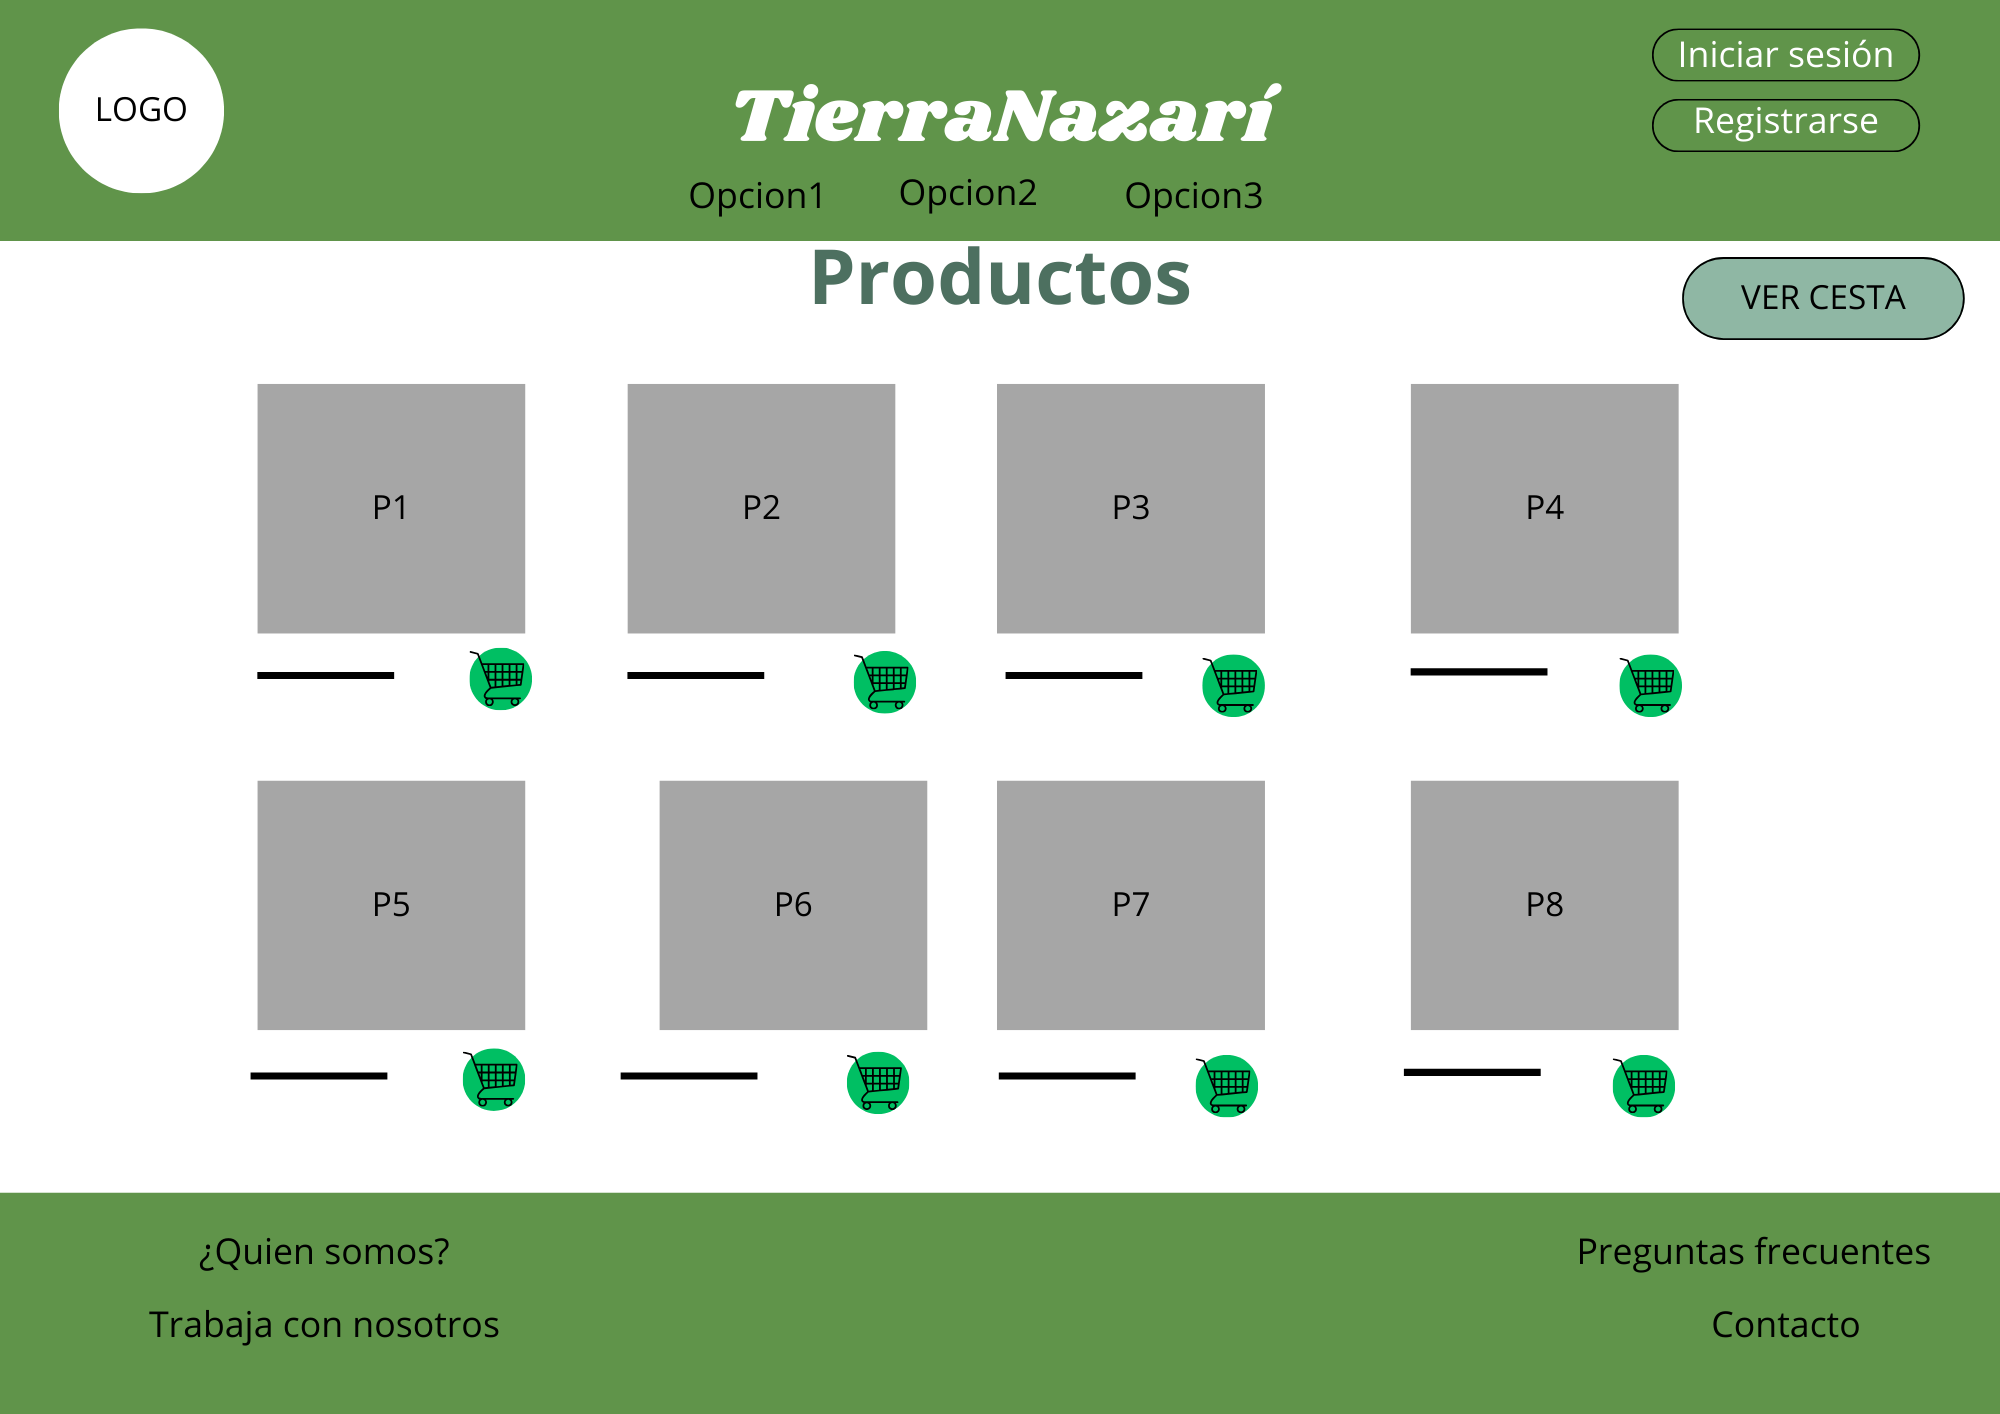 LOGO
TierraNazarí
Iniciar sesión
Registrarse
Opcion1
Opcion2
Opcion3
Productos
VER CESTA
P1
P2
P3
P4
P5
P6
P7
P8
¿Quien somos?
Trabaja con nosotros
Preguntas frecuentes
Contacto